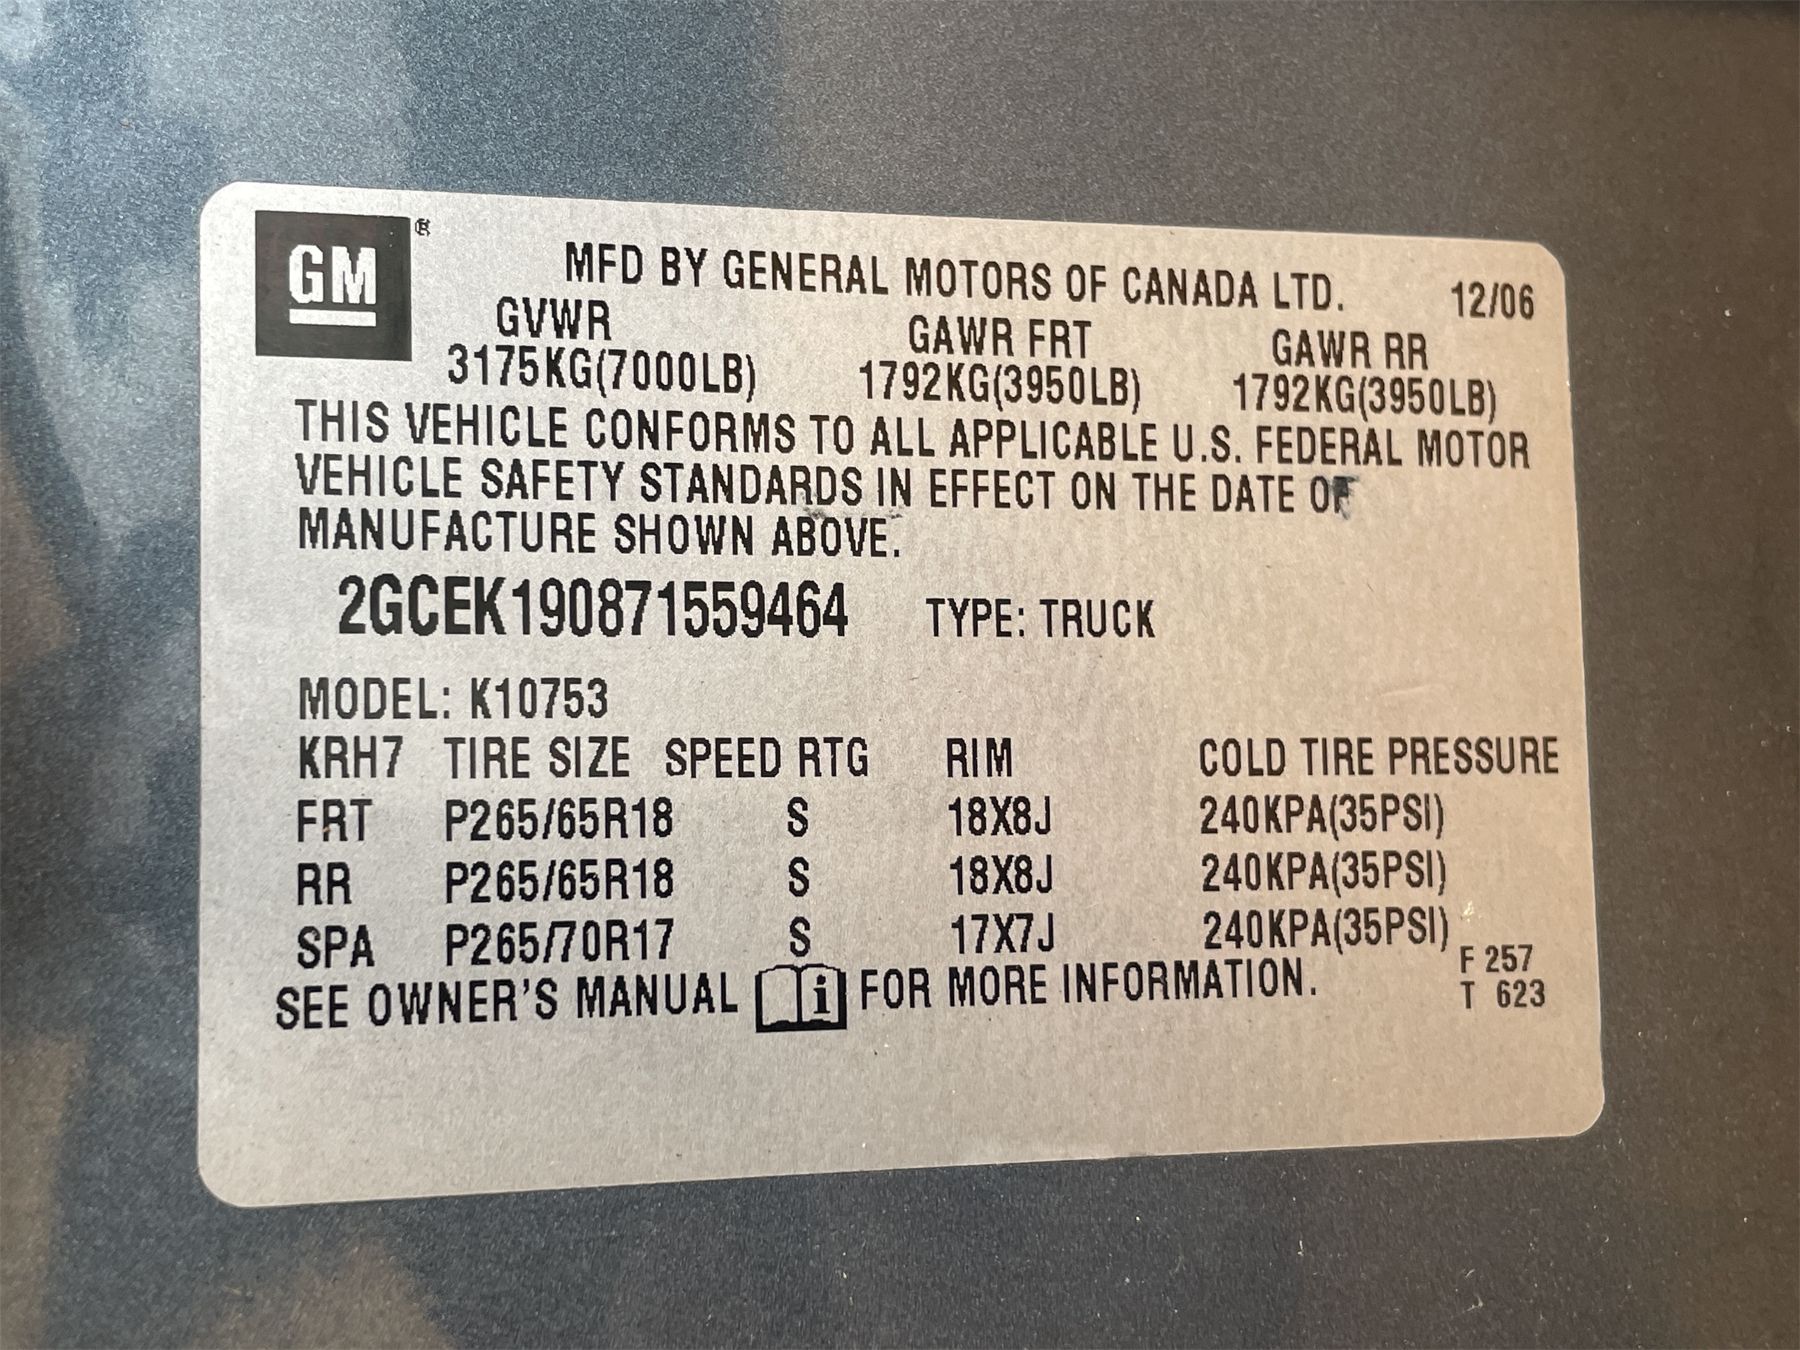 GM ®
MFD BY GENERAL MOTORS OF CANADA LTD. 12/06
GVWR GAWR FRT GAWR RR
3175KG(7000LB) 1792KG(3950LB) 1792KG(3950LB)
THIS VEHICLE CONFORMS TO ALL APPLICABLE U.S. FEDERAL MOTOR
VEHICLE SAFETY STANDARDS IN EFFECT ON THE DATE OF
MANUFACTURE SHOWN ABOVE.
2GCEK190871559464 TYPE: TRUCK
MODEL: K10753
KRH7 TIRE SIZE SPEED RTG RIM COLD TIRE PRESSURE
FRT P265/65R18 S 18X8J 240KPA(35PSI)
RR P265/65R18 S 18X8J 240KPA(35PSI)
SPA P265/70R17 S 17X7J 240KPA(35PSI)
SEE OWNER'S MANUAL i FOR MORE INFORMATION.
F 257
T 623